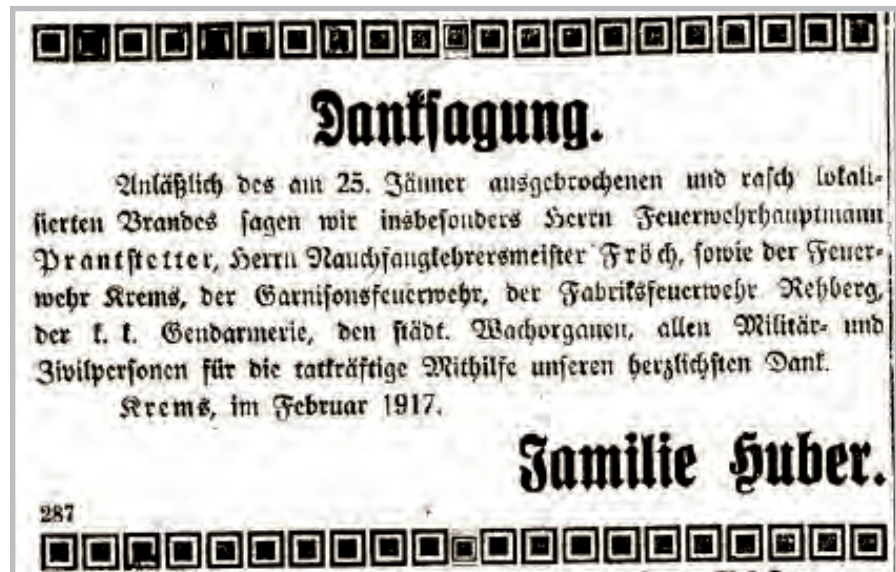 Danksagung.
Anläßlich des am 25. Jänner ausgebrochenen und rasch lokali-
sierten Brandes sagen wir insbesonders Herrn Feuerwehrhauptmann
Prantstetter, Herrn Rauchfangkehrersmeister Fröch, sowie der Feuer-
wehr Krems, der Garnisonsfeuerwehr, der Fabriksfeuerwehr Rehberg,
der k. k. Gendarmerie, den städt. Wachorganen, allen Militär- und
Zivilpersonen für die tatkräftige Mithilfe unseren herzlichsten Dank.
Krems, im Februar 1917.
Familie Huber.
287